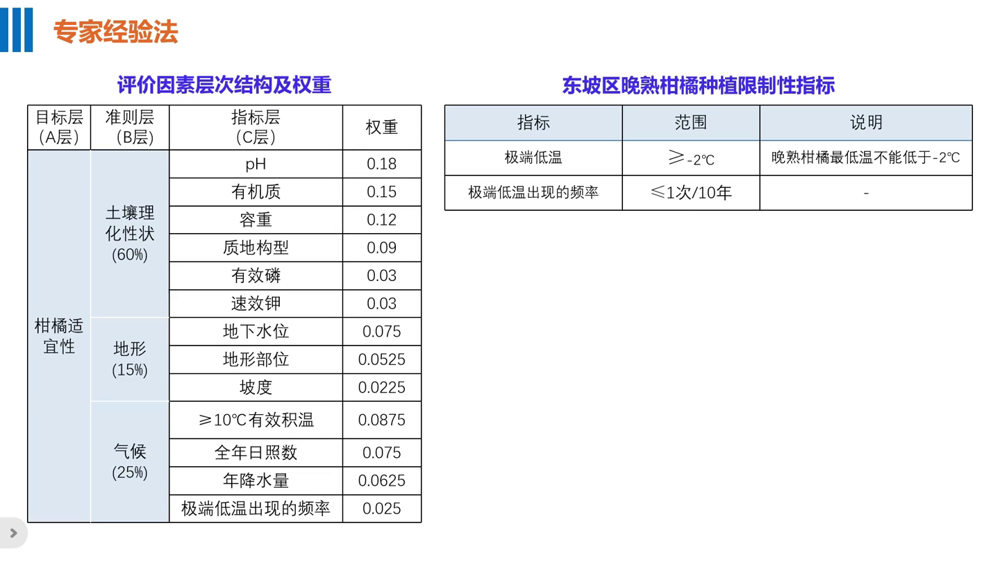 专家经验法
评价因素层次结构及权重
目标层
（A层）
准则层
（B层)
指标层
（C层）
权重
柑橘适
宜性
土壤理
化性状
(60%)
pH
0.18
有机质
0.15
容重
0.12
质地构型
0.09
有效磷
0.03
速效钾
0.03
地形
(15%)
地下水位
0.075
地形部位
0.0525
坡度
0.0225
气候
(25%)
≥10℃有效积温
0.0875
全年日照数
0.075
年降水量
0.0625
极端低温出现的频率
0.025
东坡区晚熟柑橘种植限制性指标
指标
范围
说明
极端低温
≥-2℃
晚熟柑橘最低温不能低于-2℃
极端低温出现的频率
≤1次/10年
-